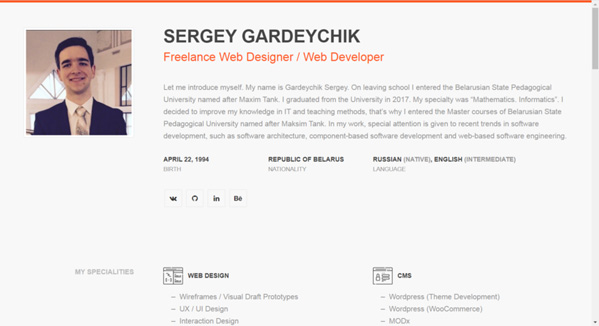 SERGEY GARDEYCHIK
Freelance Web Designer / Web Developer
Let me introduce myself. My name is Gardeychik Sergey. On leaving school I entered the Belarusian State Pedagogical
University named after Maxim Tank. I graduated from the University in 2017. My specialty was "Mathematics. Informatics". I
decided to improve my knowledge in IT and teaching methods, that's why I entered the Master courses of Belarusian State
Pedagogical University named after Maksim Tank. In my work, special attention is given to recent trends in software
development, such as software architecture, component-based software development and web-based software engineering.
APRIL 22, 1994
BIRTH
REPUBLIC OF BELARUS
NATIONALITY
RUSSIAN (NATIVE), ENGLISH (INTERMEDIATE)
LANGUAGE
in
Bē
MY SPECIALITIES
WEB DESIGN
– Wireframes / Visual Draft Prototypes
– UX / UI Design
– Interaction Design
CMS
– Wordpress (Theme Development)
– Wordpress (WooCommerce)
– MODx